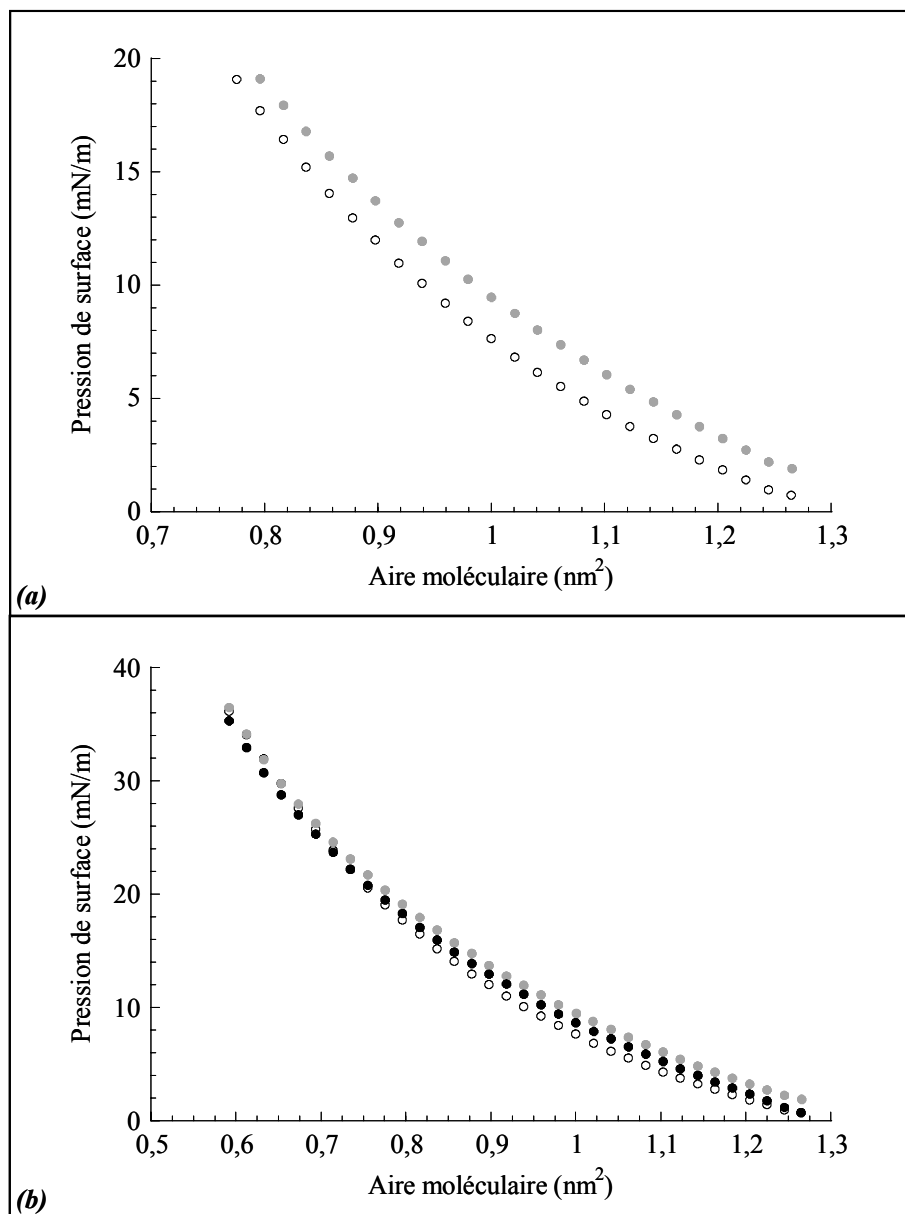 20
15
10
5
0
Pression de surface (mN/m)
0,7 0,8 0,9 1 1,1 1,2 1,3
Aire moléculaire (nm²)
(a)
40
30
20
10
0
Pression de surface (mN/m)
0,5 0,6 0,7 0,8 0,9 1 1,1 1,2 1,3
Aire moléculaire (nm²)
(b)